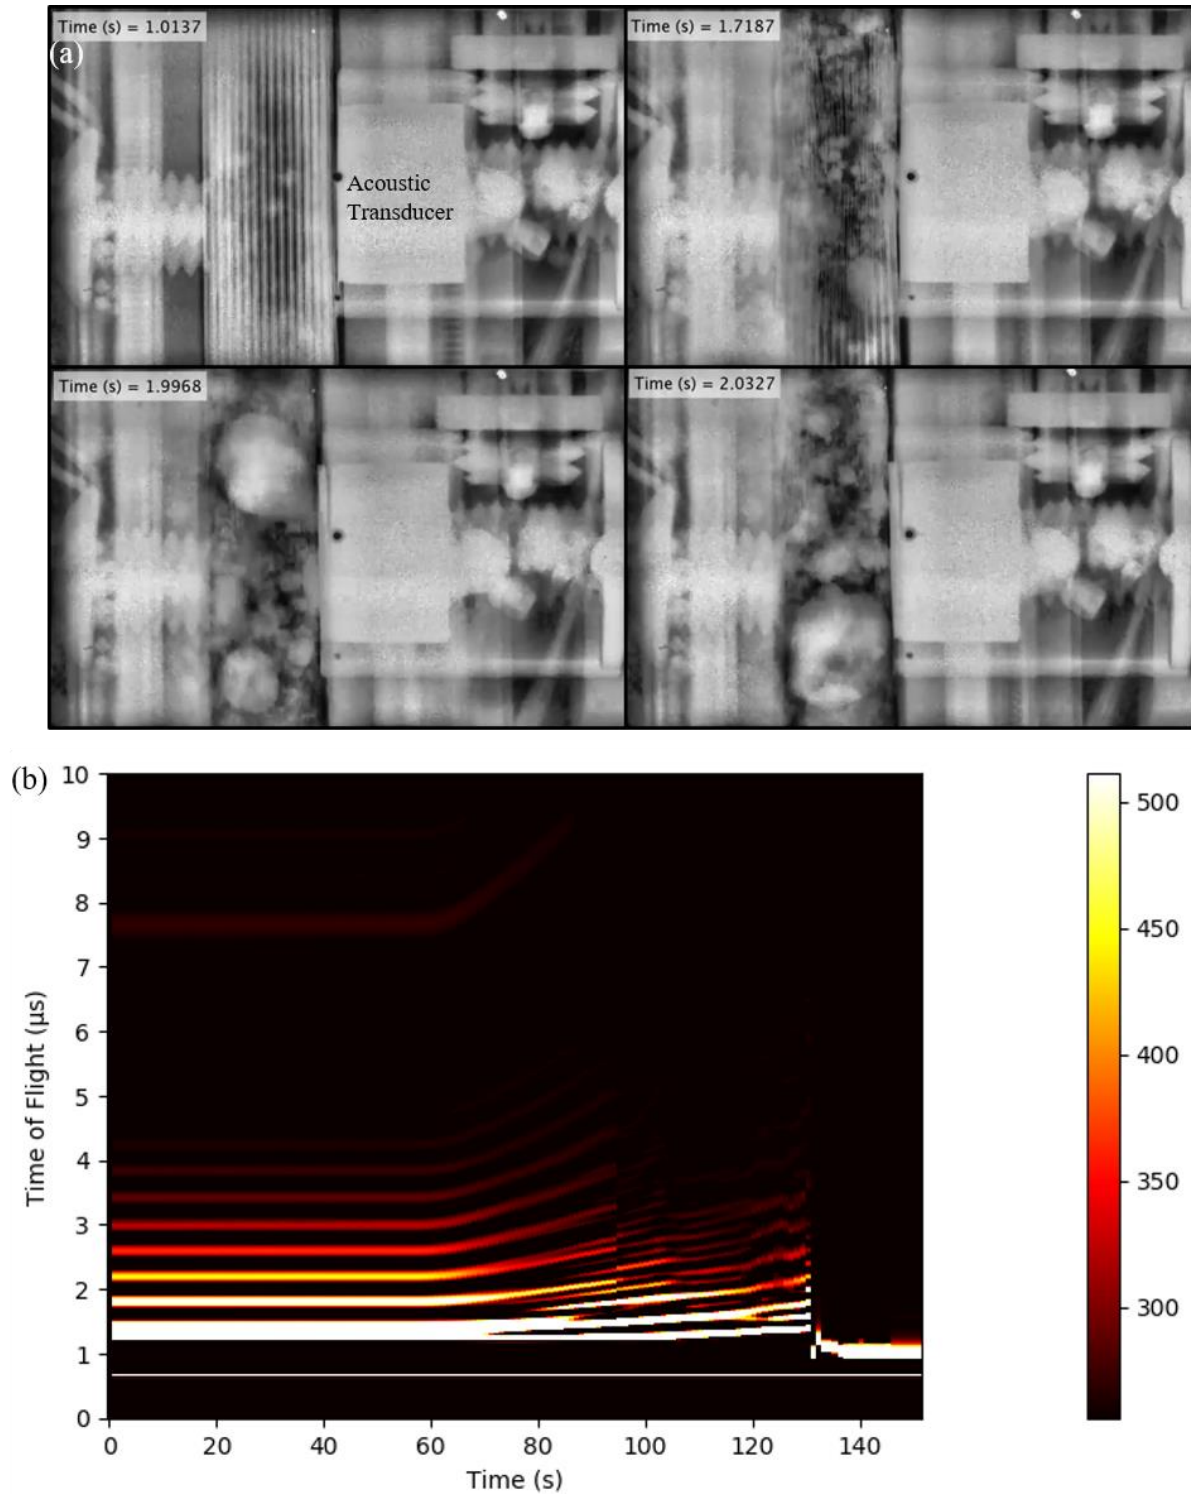 Time (s) = 1.0137
Time (s) = 1.7187
(a)
Acoustic
Transducer
Time (s) = 1.9968
Time (s) = 2.0327
(b)
10
9
8
7
6
5
4
3
2
1
0
Time of Flight (µs)
0 20 40 60 80 100 120 140
Time (s)
500
450
400
350
300